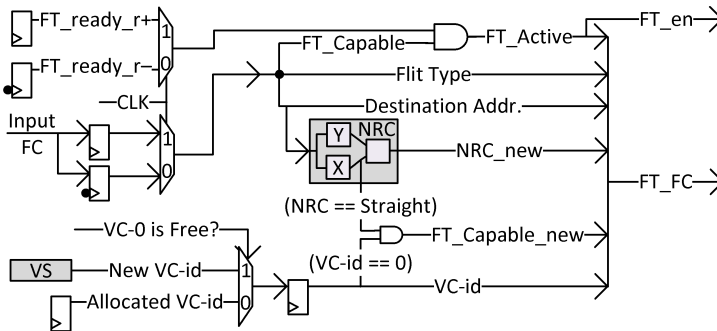 FT_ready_r+
1
FT_en
FT_Capable
FT_Active
FT_ready_r-
0
Flit Type
CLK
Destination Addr.
Input
FC
1
0
Y
X
NRC
NRC_new
FT_FC
(NRC == Straight)
VC-0 is Free?
FT_Capable_new
(VC-id == 0)
VS
New VC-id
1
VC-id
Allocated VC-id
0